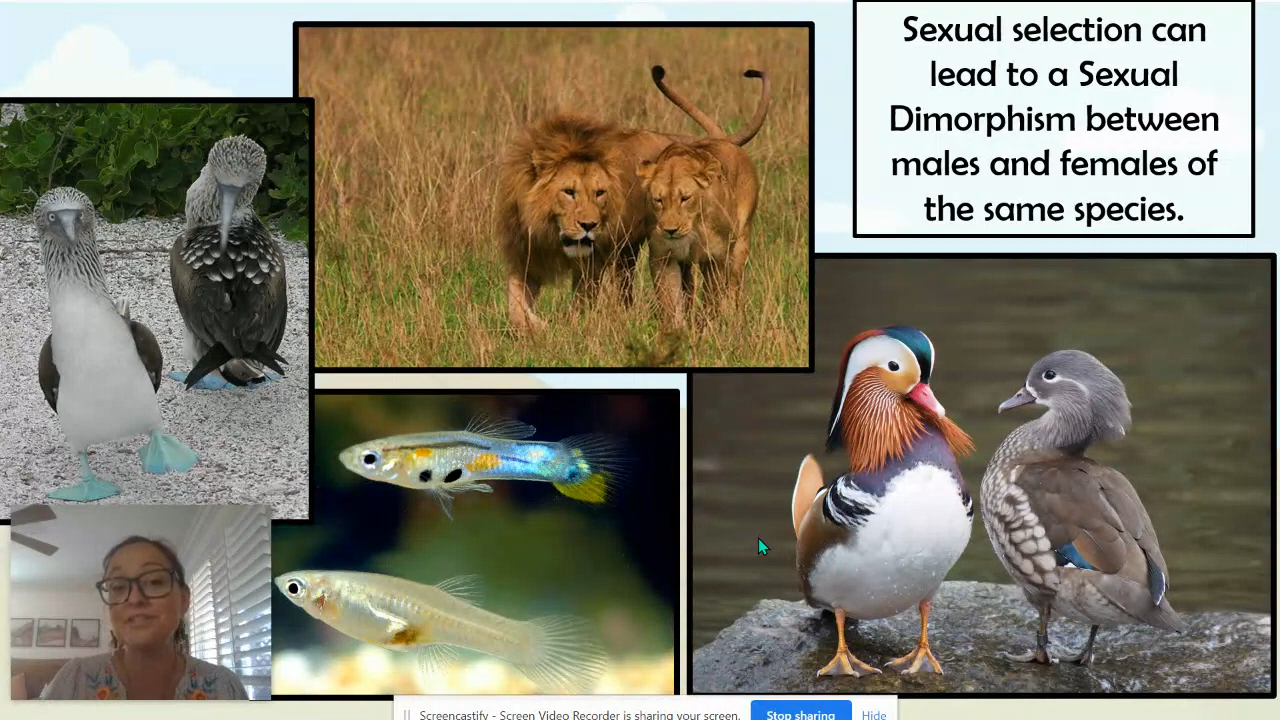 Sexual selection can
lead to a Sexual
Dimorphism between
males and females of
the same species.
Screencastify - Screen Video Recorder is sharing your screen. Stop sharing Hide